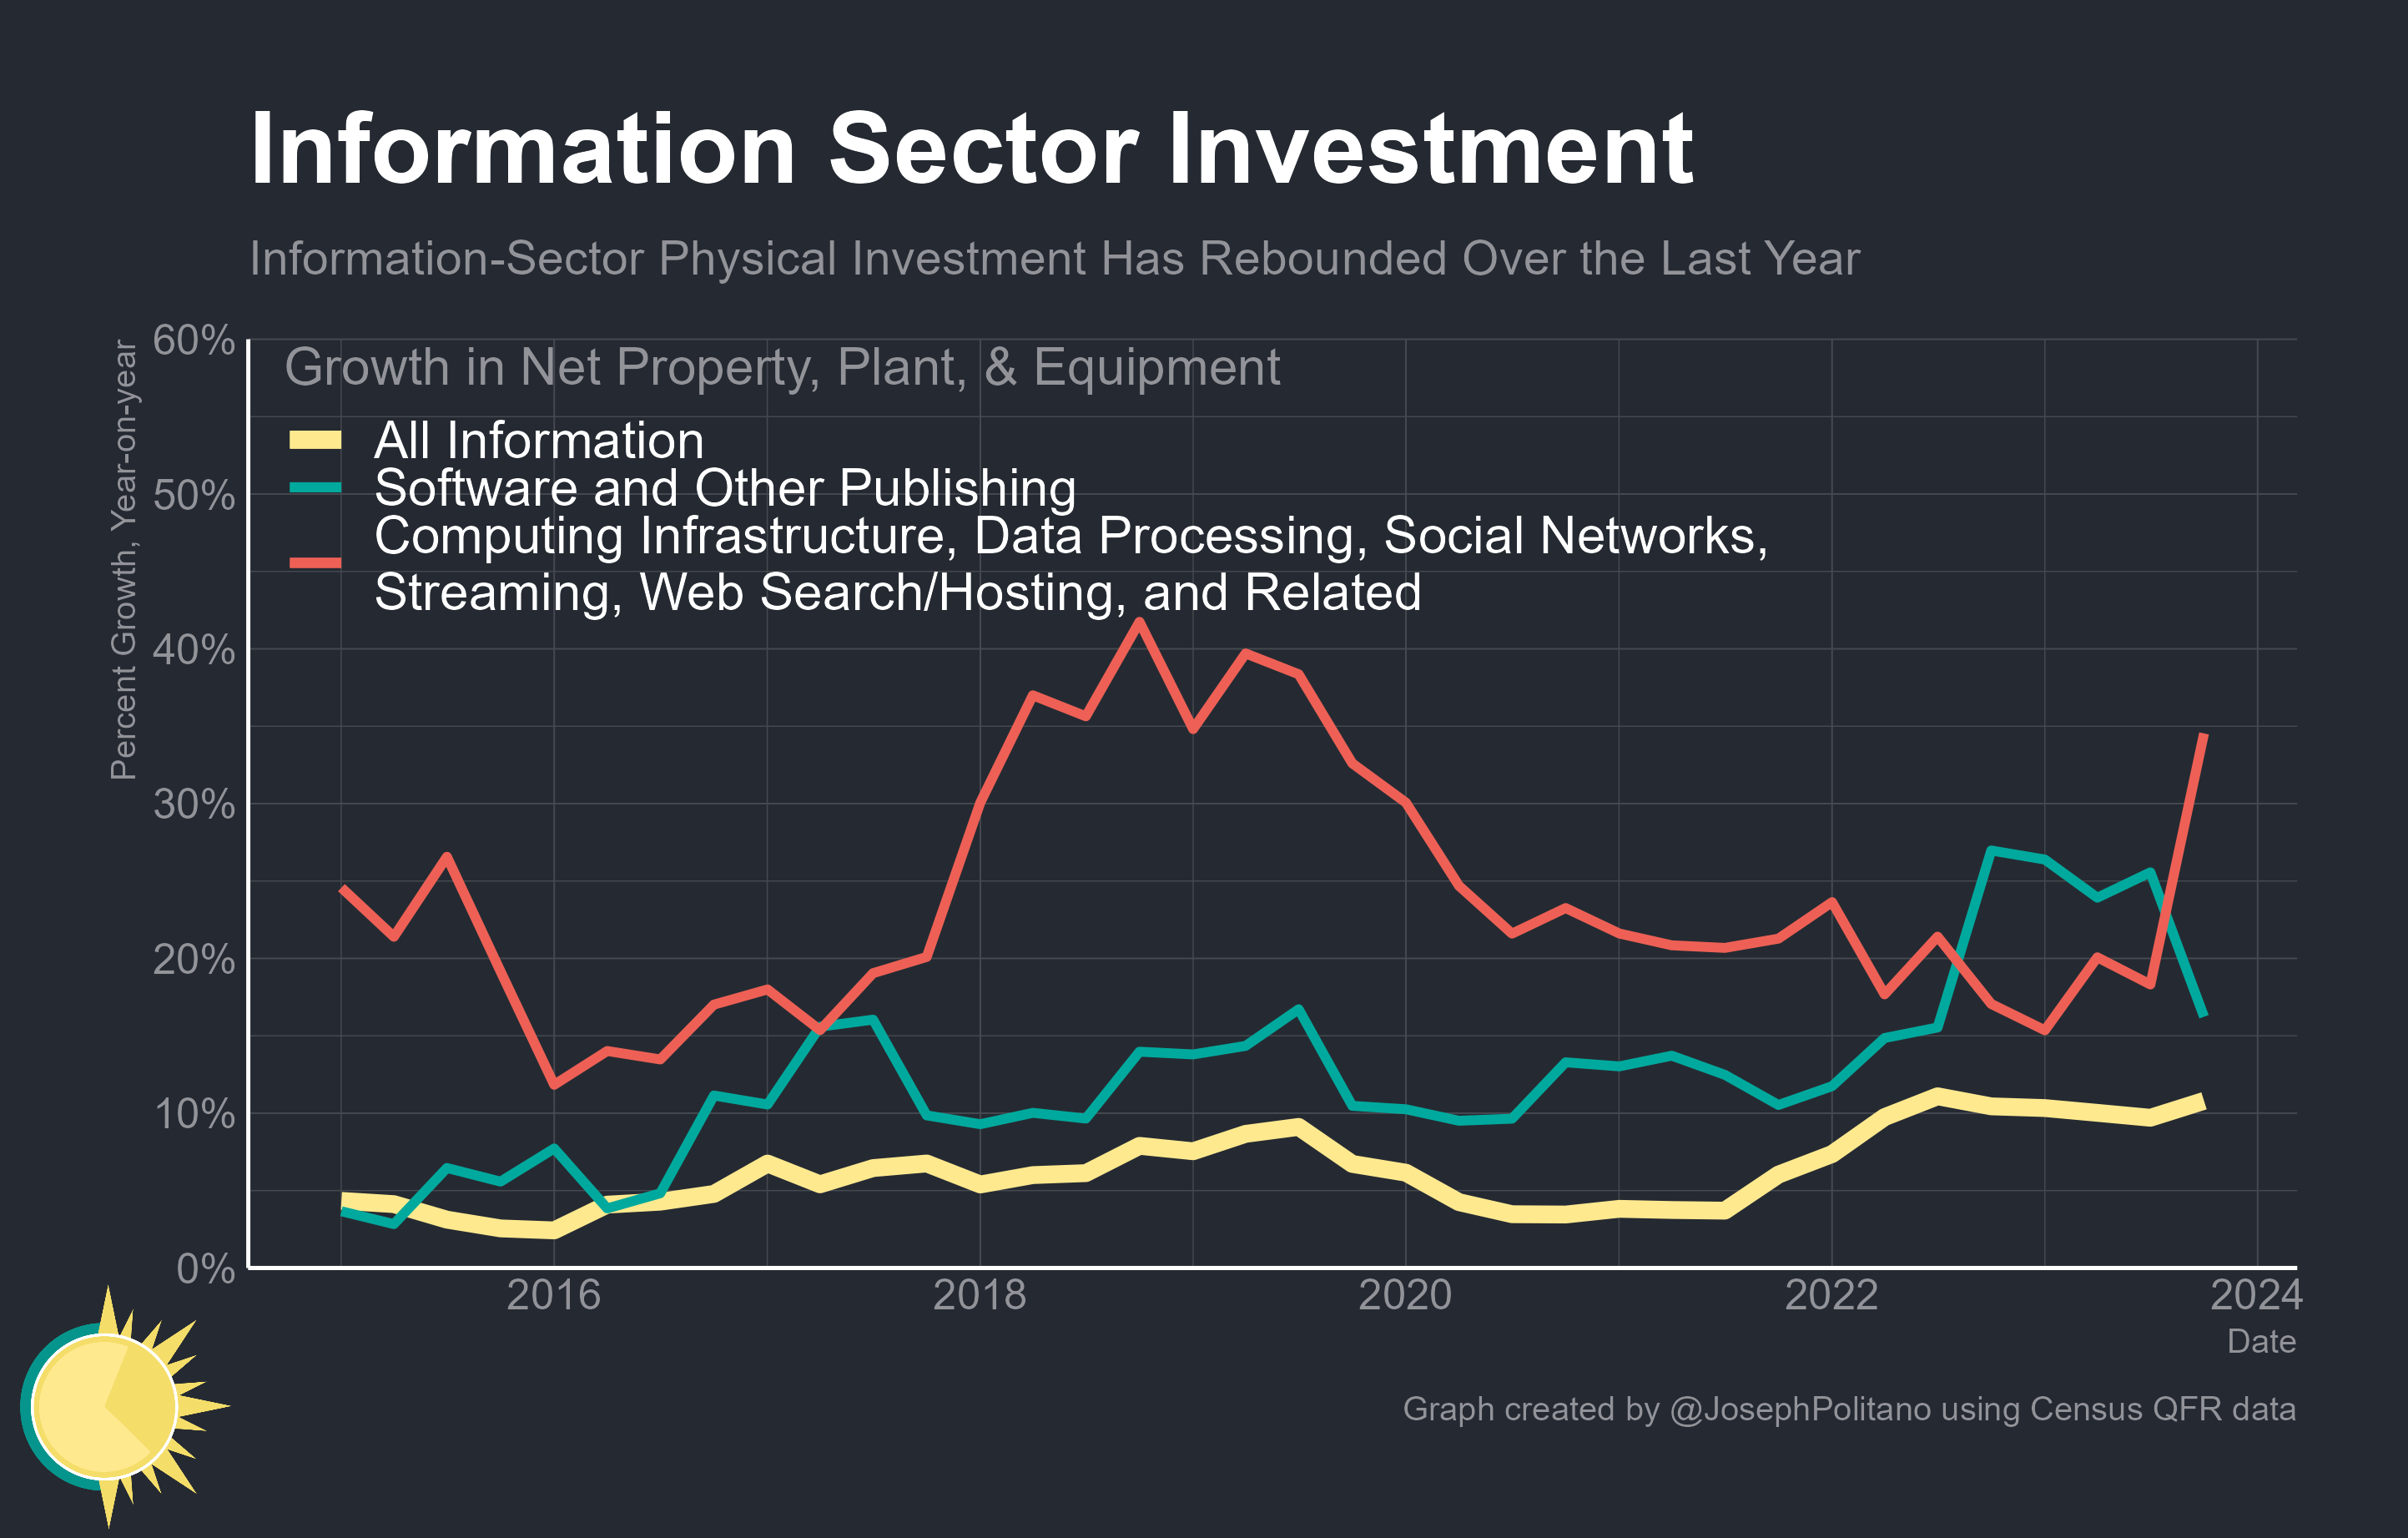 Information Sector Investment
Information-Sector Physical Investment Has Rebounded Over the Last Year
Percent Growth, Year-on-year
60%
50%
40%
30%
20%
10%
0%
Growth in Net Property, Plant, & Equipment
All Information
Software and Other Publishing
Computing Infrastructure, Data Processing, Social Networks,
Streaming, Web Search/Hosting, and Related
2016
2018
2020
2022
2024
Date
Graph created by @JosephPolitano using Census QFR data